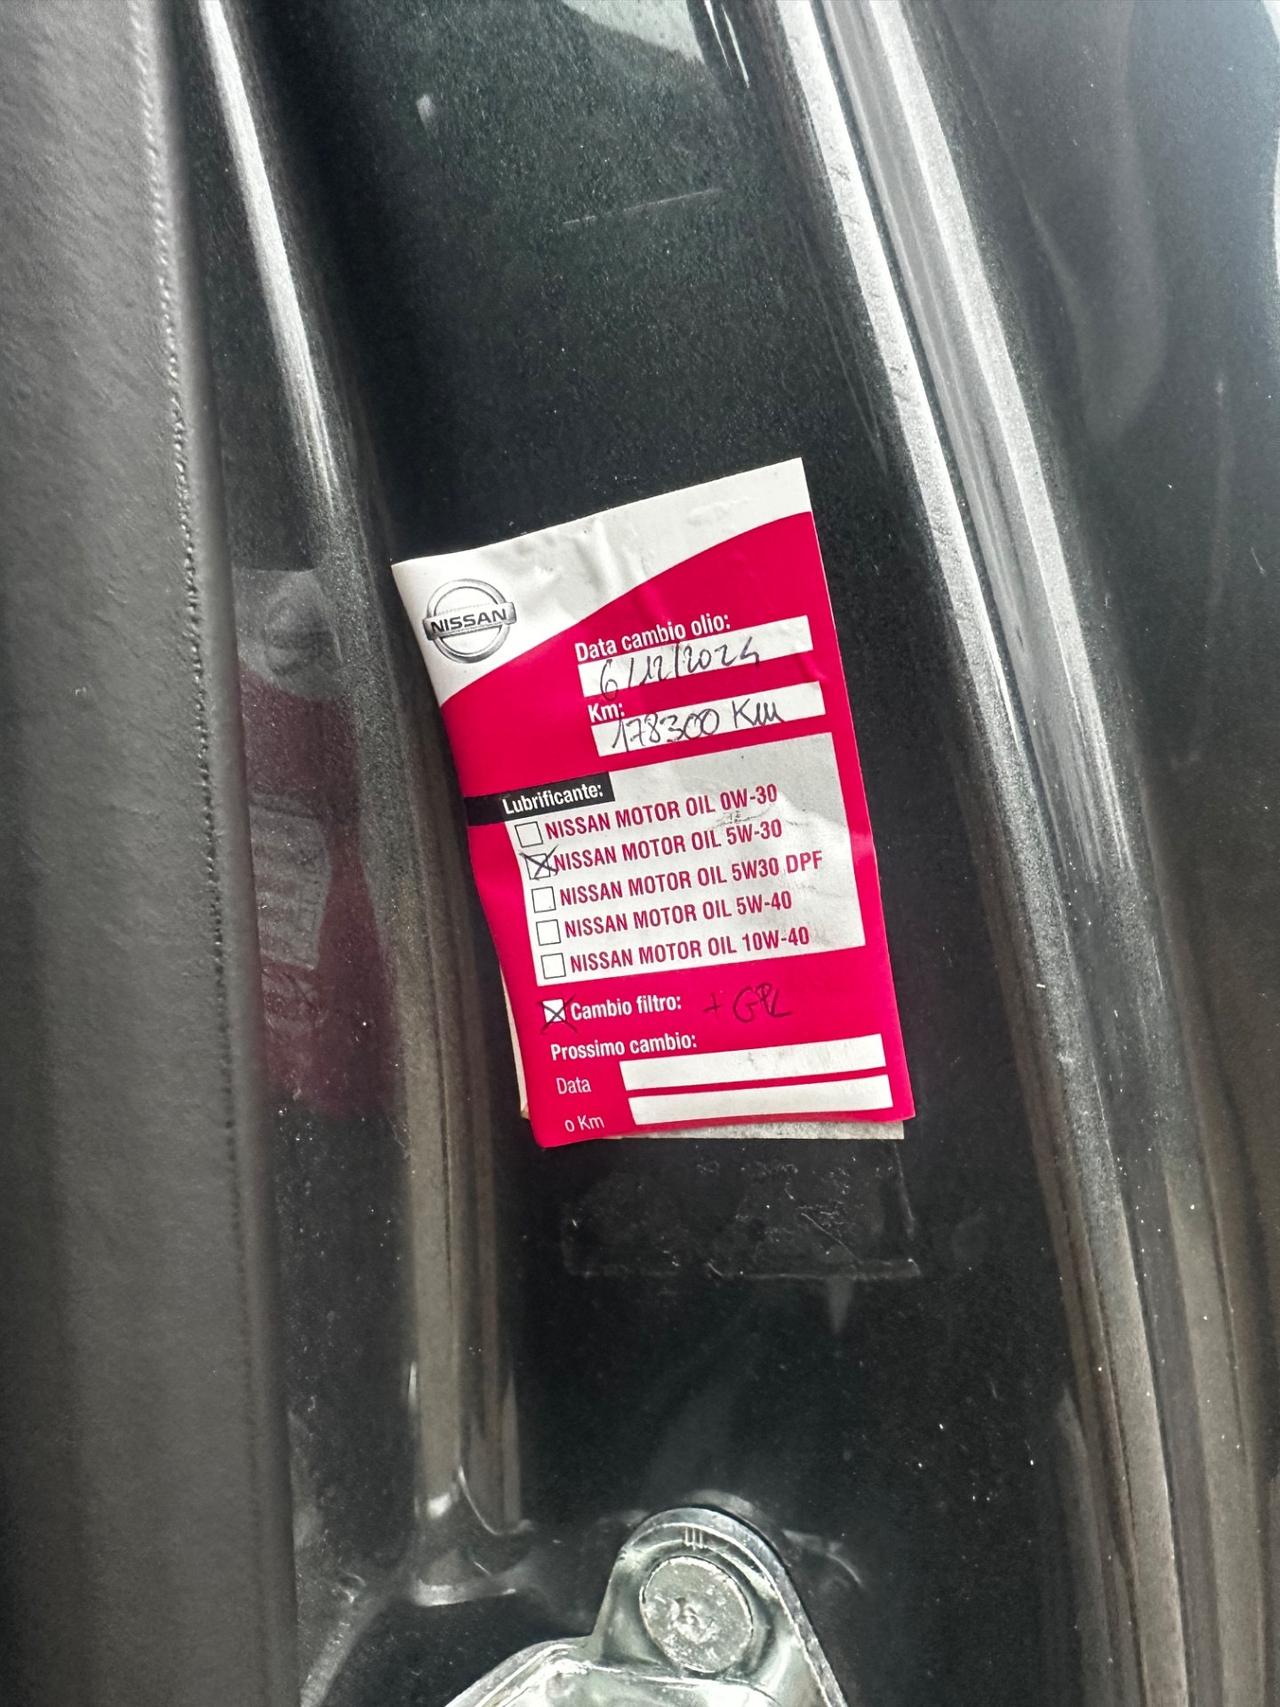 NISSAN
Data cambio olio:
6/12/2024
Km:
178300 Km
Lubrificante:
NISSAN MOTOR OIL 0W-30
NISSAN MOTOR OIL 5W-30
NISSAN MOTOR OIL 5W30 DPF
NISSAN MOTOR OIL 5W-40
NISSAN MOTOR OIL 10W-40
Cambio filtro: + GPL
Prossimo cambio:
Data
o Km